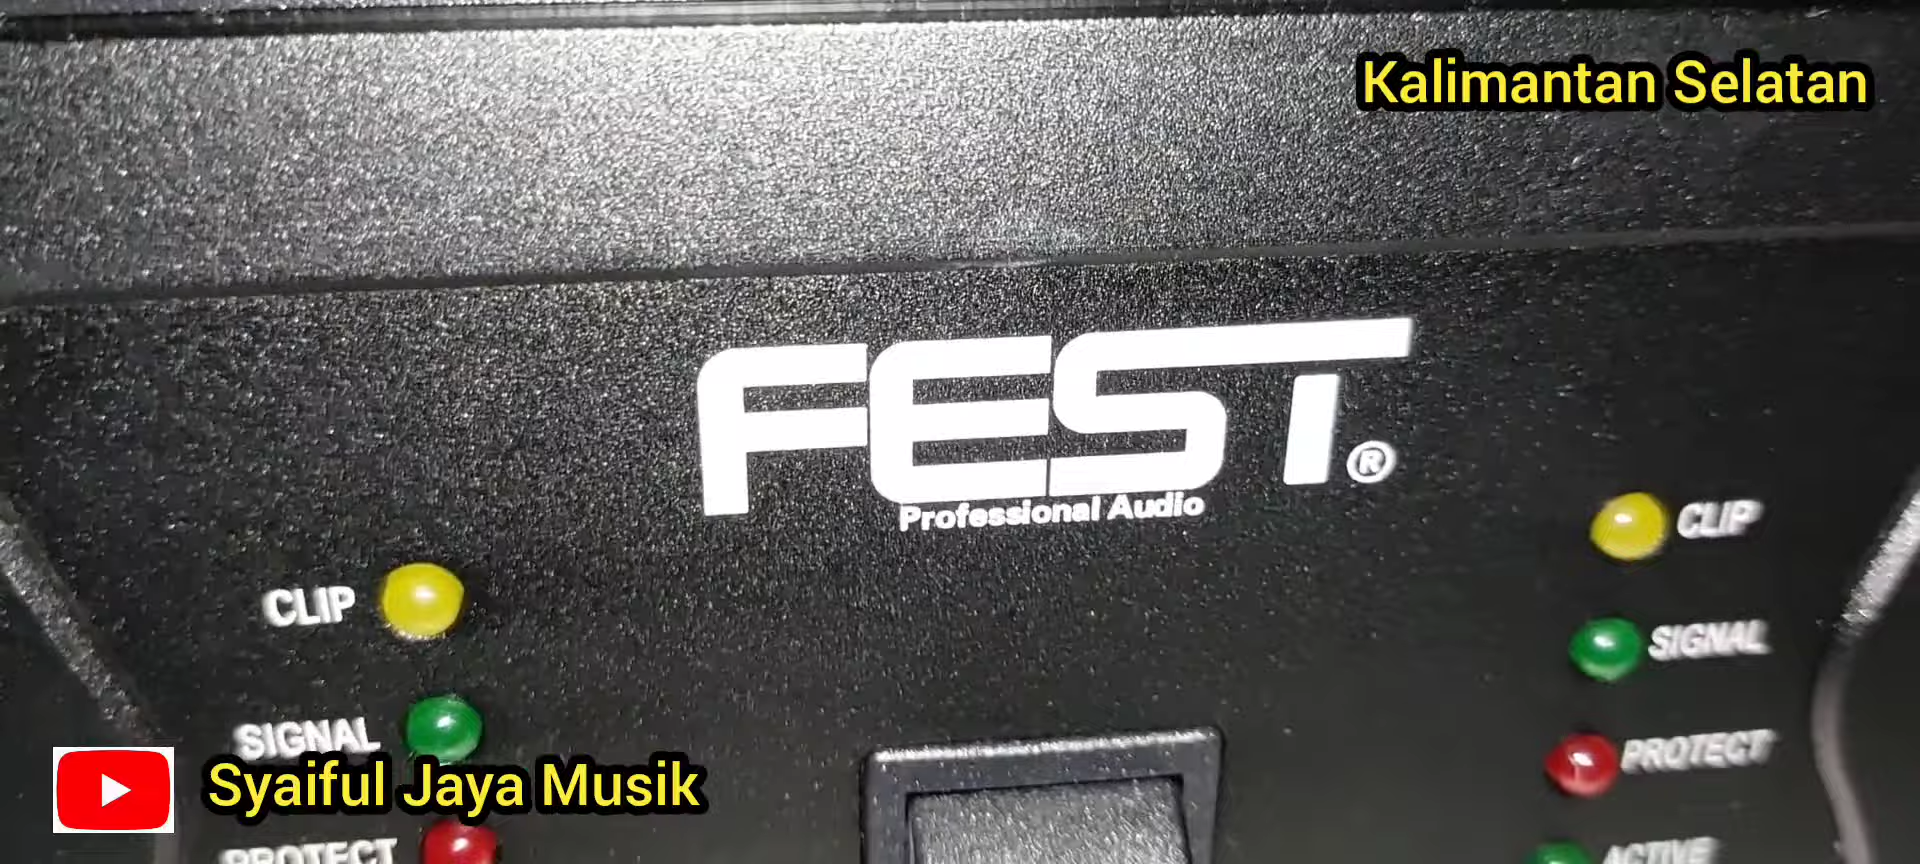 Kalimantan Selatan
FEST®
Professional Audio
CLIP
CLIP
SIGNAL
SIGNAL
PROTECT
PROTECT
ACTIVE
Syaiful Jaya Musik